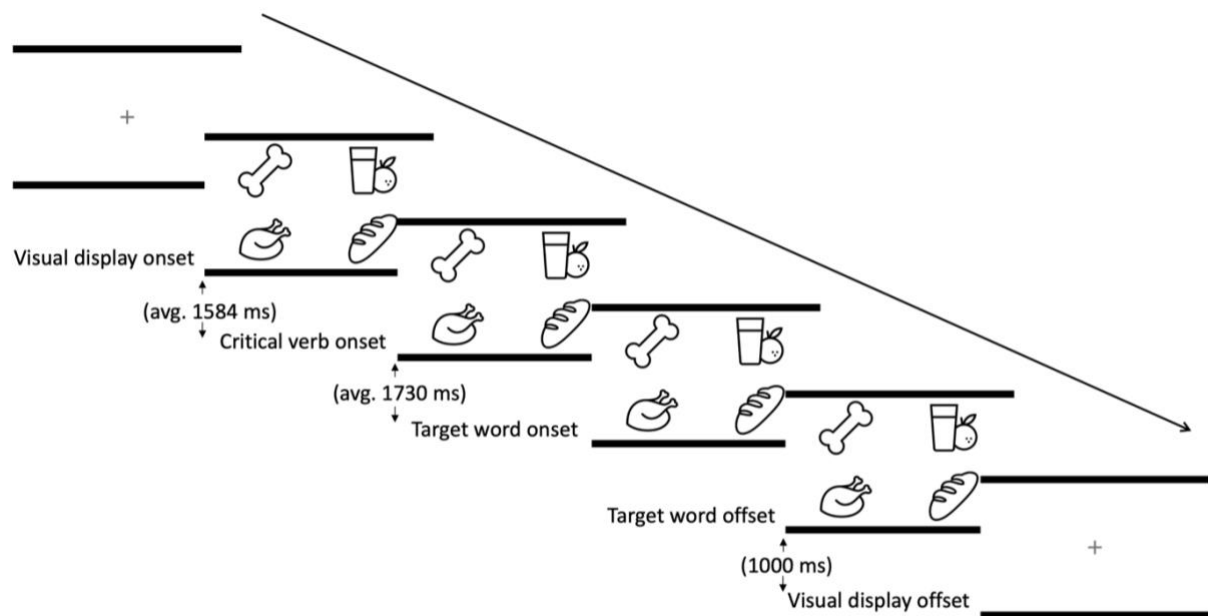 Visual display onset
(avg. 1584 ms)
Critical verb onset
(avg. 1730 ms)
Target word onset
Target word offset
(1000 ms)
Visual display offset